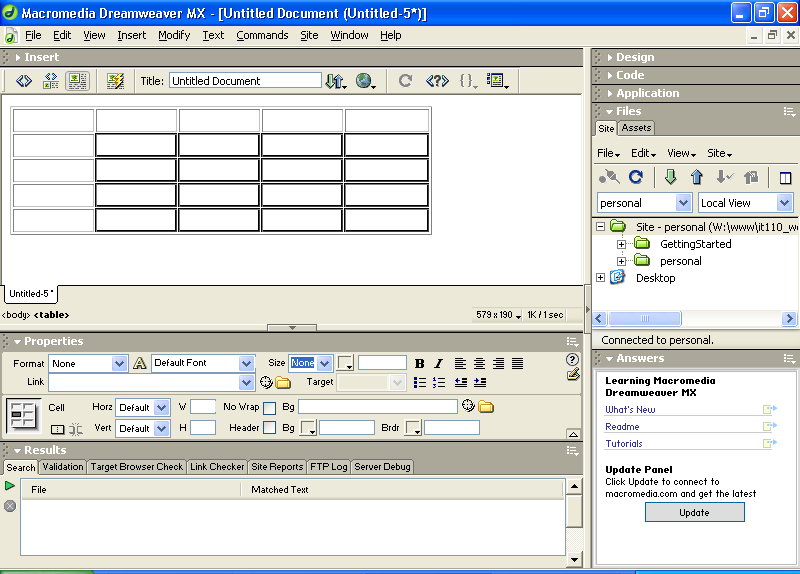 Macromedia Dreamweaver MX - [Untitled Document (Untitled-5*)]
File Edit View Insert Modify Text Commands Site Window Help
Insert
Title: Untitled Document
Untitled-5*
<body> <table>
579 x 190 1K / 1 sec
Properties
Format None Default Font Size None B I
Link Target
Cell Horz Default W No Wrap Bg
Vert Default H Header Bg Brdr
Results
Search Validation Target Browser Check Link Checker Site Reports FTP Log Server Debug
File Matched Text
Design
Code
Application
Files
Site Assets
File Edit View Site
personal Local View
Site - personal (W:\www\it110_w
GettingStarted
personal
Desktop
Connected to personal.
Answers
Learning Macromedia
Dreamweaver MX
What's New
Readme
Tutorials
Update Panel
Click Update to connect to
macromedia.com and get the latest
Update